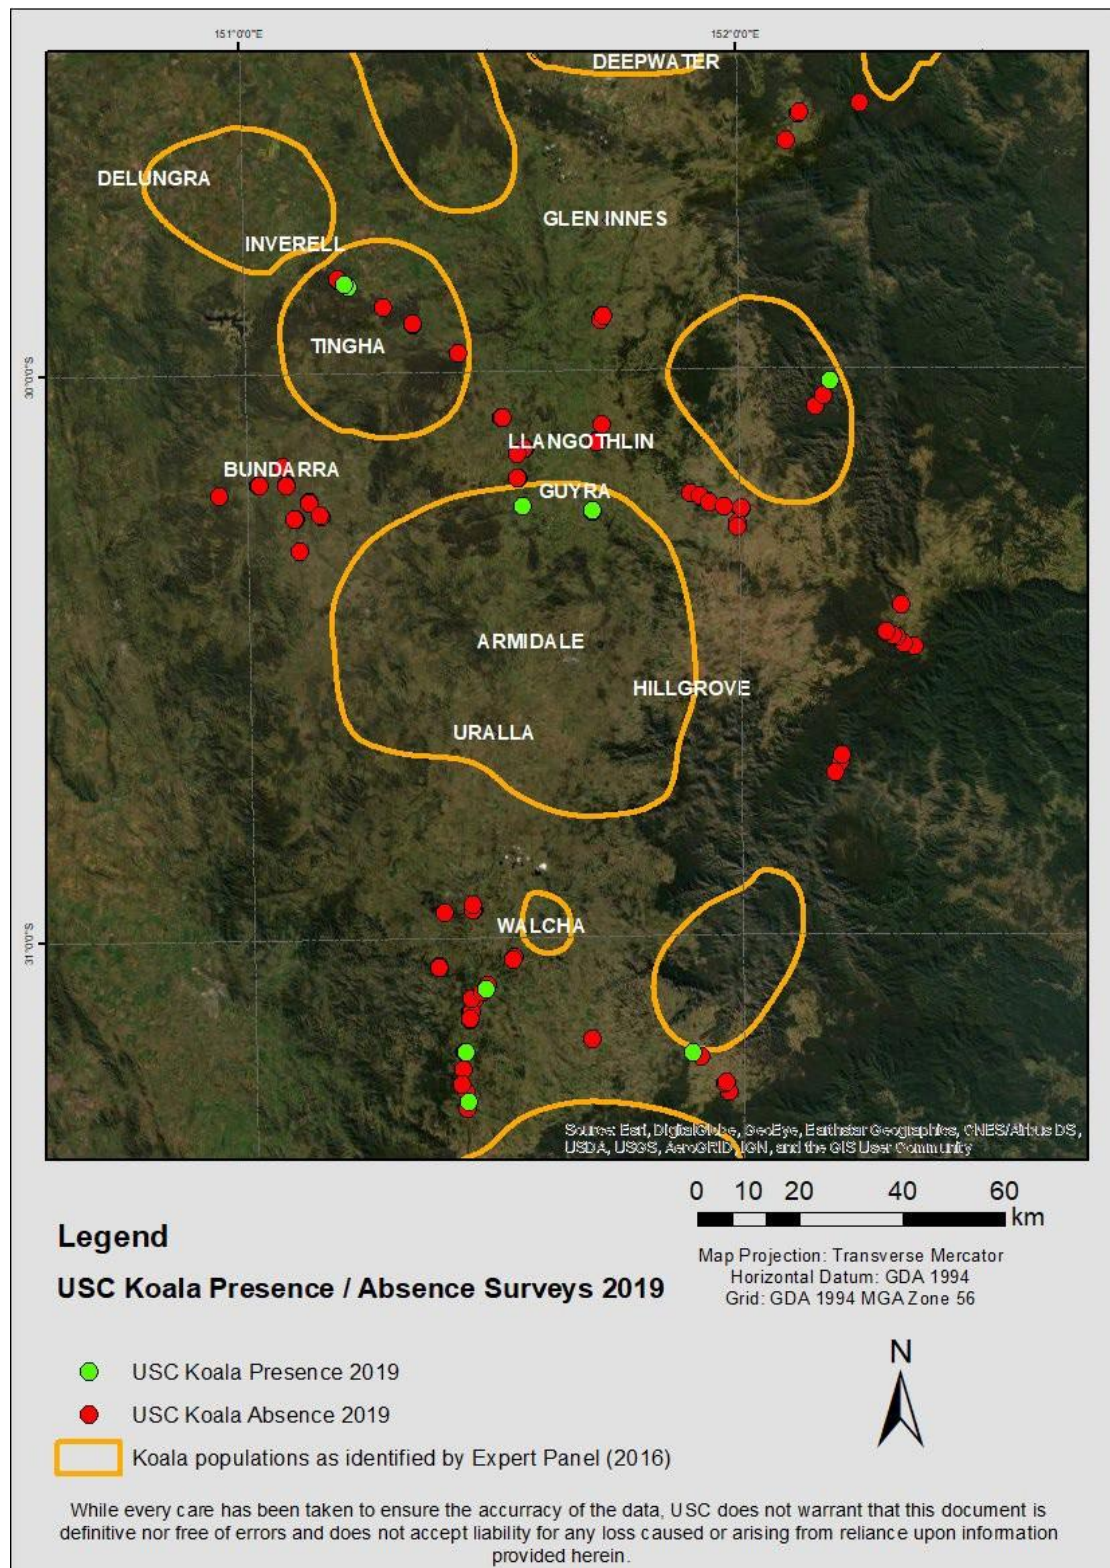 151°0'0"E
152°0'0"E
DEEPWATER
DELUNGRA
GLEN INNES
INVERELL
TINGHA
30°0'0"S
LLANGOTHLIN
BUNDARRA
GUYRA
ARMIDALE
HILLGROVE
URALLA
WALCHA
31°0'0"S
Source: Esri, DigitalGlobe, GeoEye, Earthstar Geographics, CNES/Airbus DS,
USDA, USGS, AeroGRID, IGN, and the GIS User Community
0 10 20 40 60
km
Legend
Map Projection: Transverse Mercator
Horizontal Datum: GDA 1994
Grid: GDA 1994 MGA Zone 56
USC Koala Presence / Absence Surveys 2019
N
USC Koala Presence 2019
USC Koala Absence 2019
Koala populations as identified by Expert Panel (2016)
While every care has been taken to ensure the accurracy of the data, USC does not warrant that this document is
definitive nor free of errors and does not accept liability for any loss caused or arising from reliance upon information
provided herein.